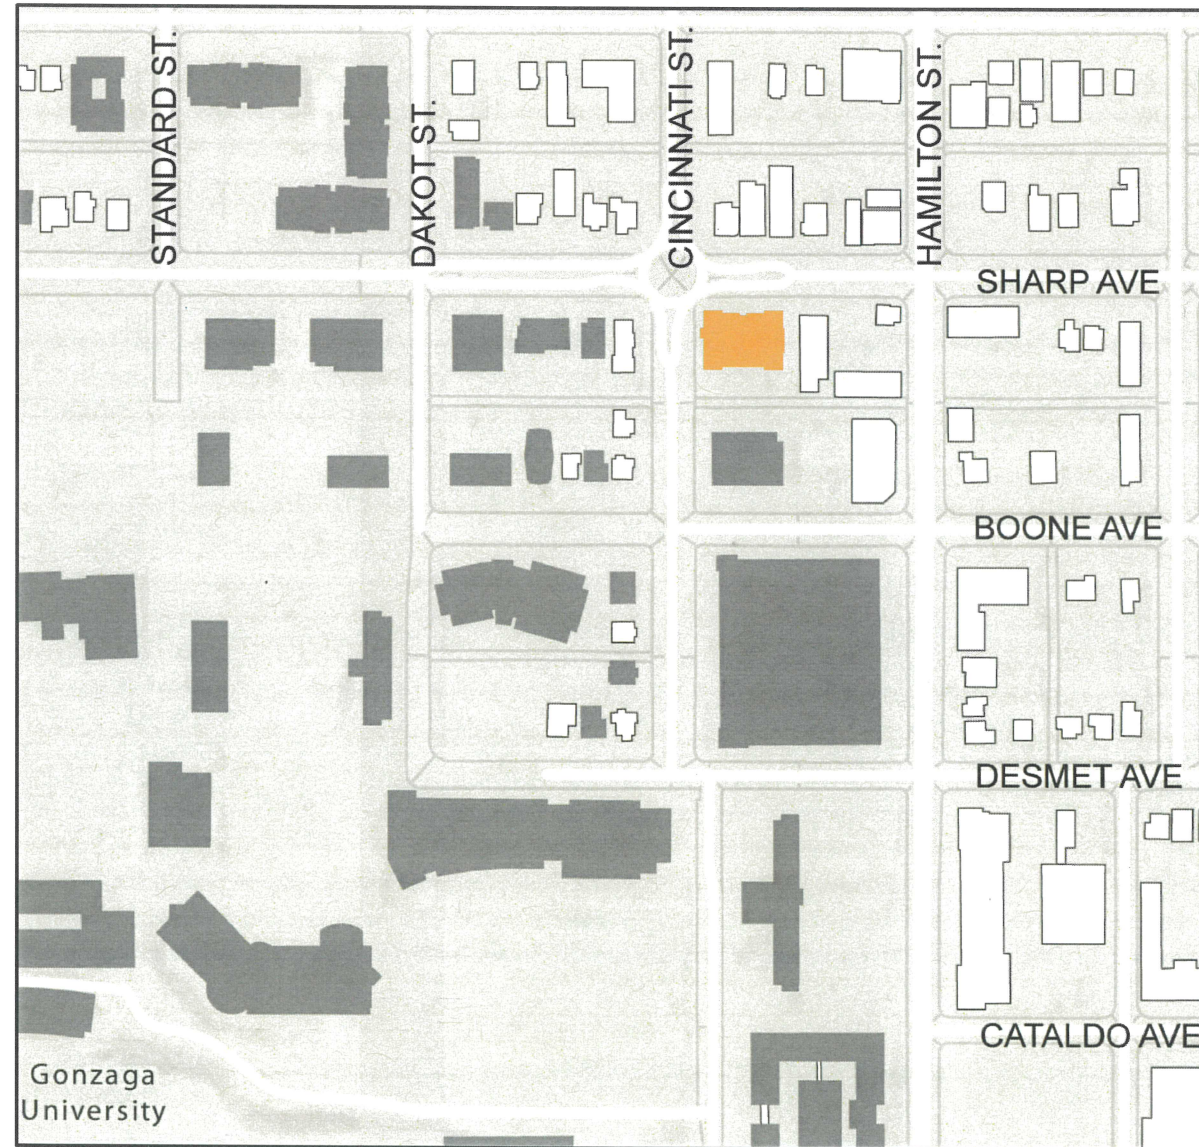 STANDARD ST.
DAKOT ST.
CINCINNATI ST.
HAMILTON ST.
SHARP AVE
BOONE AVE
DESMET AVE
CATALDO AVE
Gonzaga
University